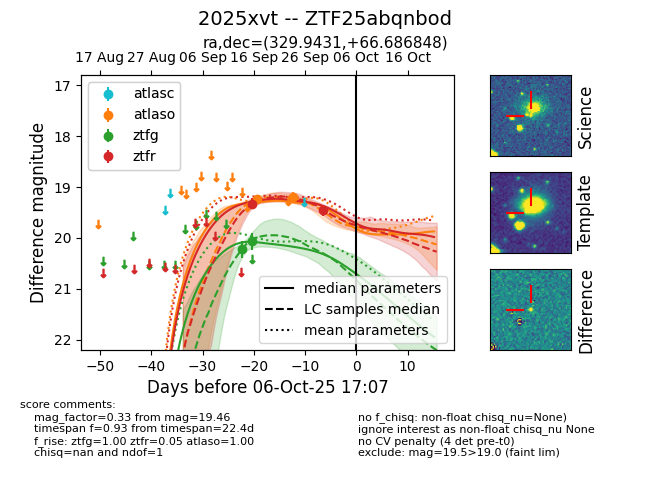 2025xvt -- ZTF25abqnbod
ra,dec=(329.9431,+66.686848)
17 Aug 27 Aug 06 Sep 16 Sep 26 Sep 06 Oct 16 Oct
17
18
19
20
21
22
Difference magnitude
atlasc
atlaso
ztfg
ztfr
median parameters
LC samples median
mean parameters
−50 −40 −30 −20 −10 0 10
Days before 06-Oct-25 17:07
Science
Template
Difference
score comments:
mag_factor=0.33 from mag=19.46
timespan f=0.93 from timespan=22.4d
f_rise: ztfg=1.00 ztfr=0.05 atlaso=1.00
chisq=nan and ndof=1
no f_chisq: non-float chisq_nu=None)
ignore interest as non-float chisq_nu None
no CV penalty (4 det pre-t0)
exclude: mag=19.5>19.0 (faint lim)